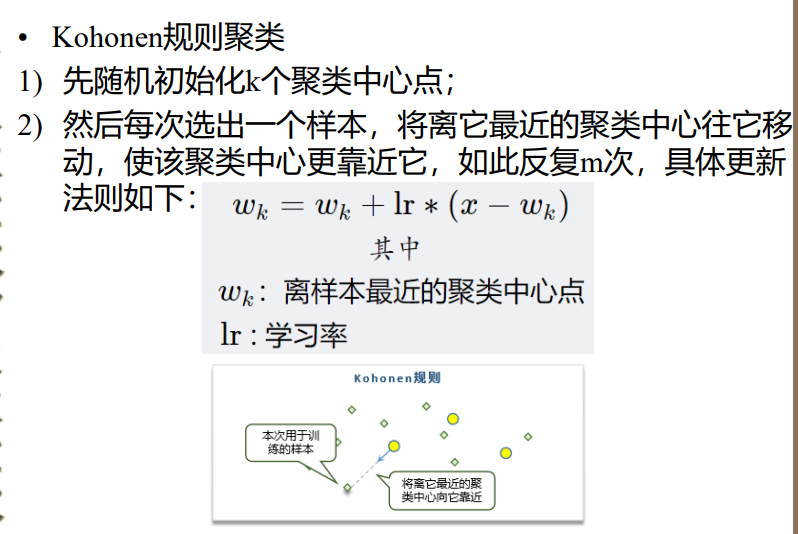 • Kohonen规则聚类
1) 先随机初始化k个聚类中心点；
2) 然后每次选出一个样本，将离它最近的聚类中心往它移
动，使该聚类中心更靠近它，如此反复m次，具体更新
法则如下：
wₖ = wₖ + lr ∗ (x − wₖ)
其中
wₖ：离样本最近的聚类中心点
lr : 学习率
Kohonen规则
本次用于训
练的样本
将离它最近的聚
类中心向它靠近